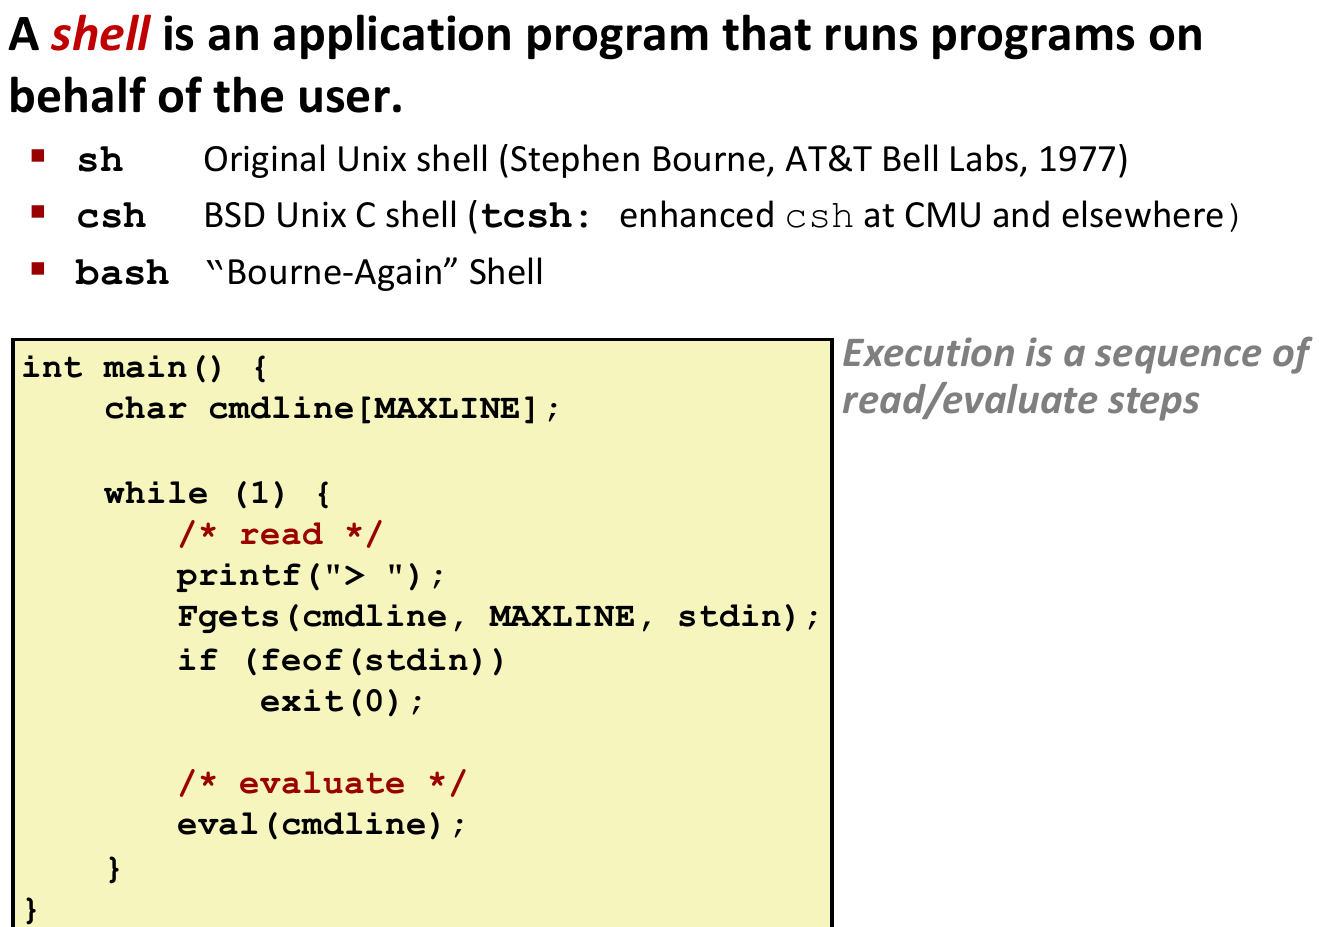 A shell is an application program that runs programs on
behalf of the user.
▪ sh Original Unix shell (Stephen Bourne, AT&T Bell Labs, 1977)
▪ csh BSD Unix C shell (tcsh: enhanced csh at CMU and elsewhere)
▪ bash “Bourne-Again” Shell
Execution is a sequence of
read/evaluate steps
int main() {
    char cmdline[MAXLINE];

    while (1) {
        /* read */
        printf("> ");
        Fgets(cmdline, MAXLINE, stdin);
        if (feof(stdin))
            exit(0);

        /* evaluate */
        eval(cmdline);
    }
}